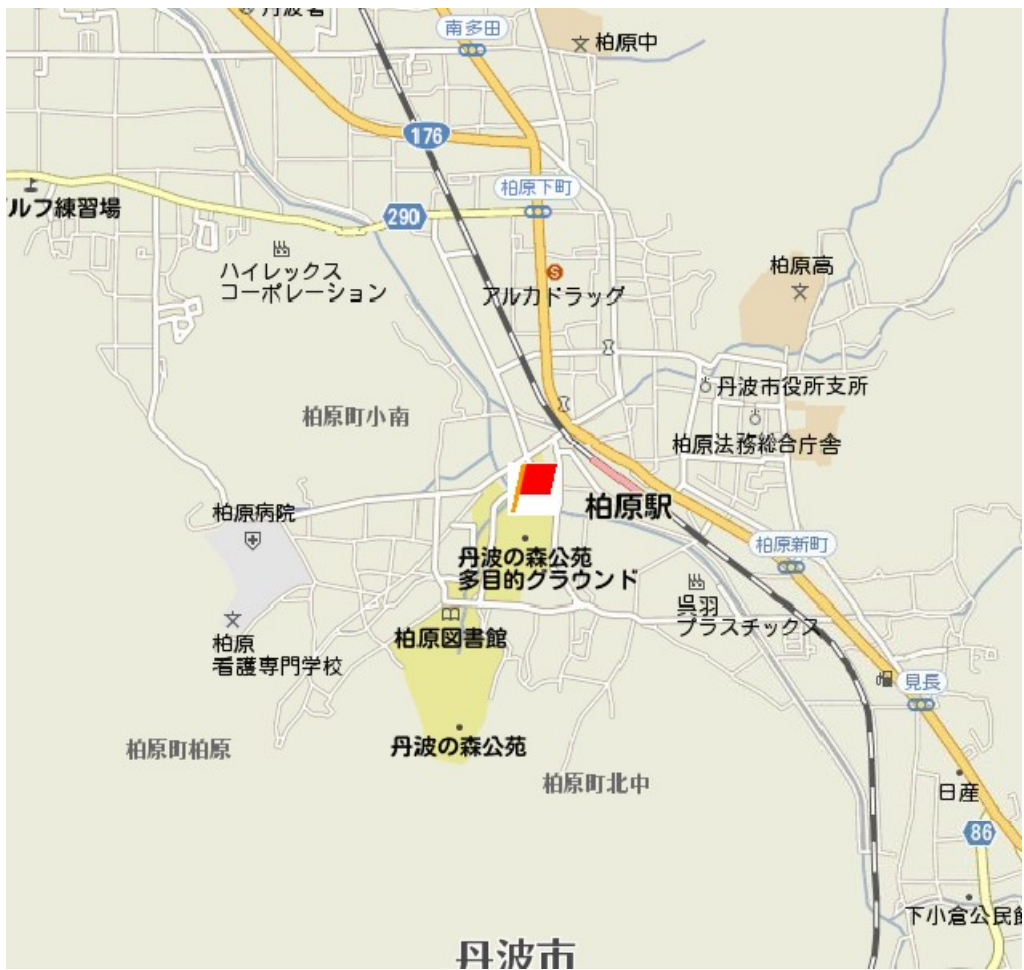 丹波署
南多田
柏原中
176
柏原下町
290
ルフ練習場
ハイレックス
コーポレーション
S
アルカドラッグ
柏原高
丹波市役所支所
柏原町小南
柏原法務総合庁舎
柏原病院
柏原駅
柏原新町
丹波の森公苑
多目的グラウンド
呉羽
プラスチックス
柏原図書館
柏原
看護専門学校
見長
柏原町柏原
丹波の森公苑
柏原町北中
日産
86
下小倉公民館
丹波市